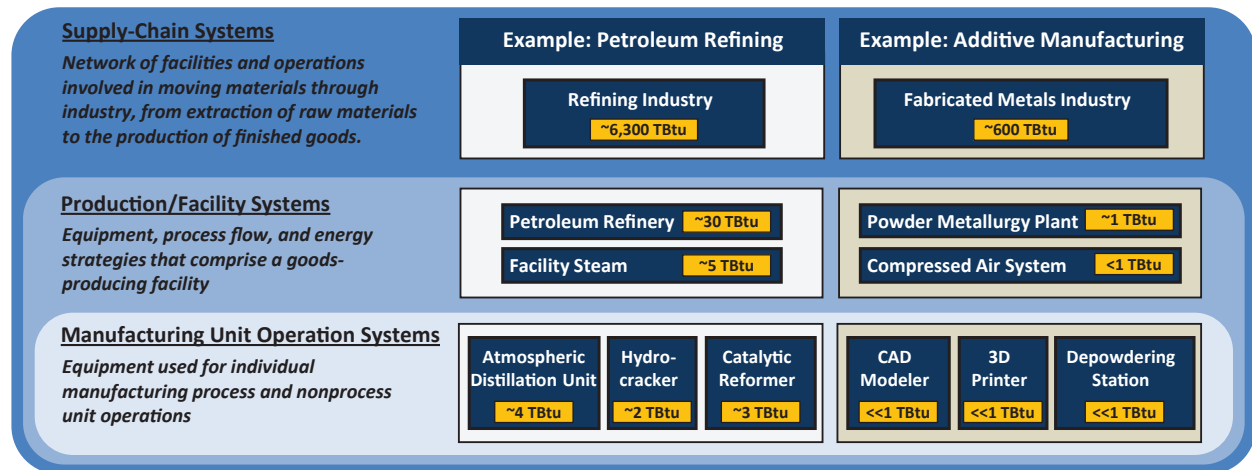 Supply-Chain Systems
Network of facilities and operations
involved in moving materials through
industry, from extraction of raw materials
to the production of finished goods.
Example: Petroleum Refining
Refining Industry
~6,300 TBtu
Example: Additive Manufacturing
Fabricated Metals Industry
~600 TBtu
Production/Facility Systems
Equipment, process flow, and energy
strategies that comprise a goods-
producing facility
Petroleum Refinery ~30 TBtu
Facility Steam ~5 TBtu
Powder Metallurgy Plant ~1 TBtu
Compressed Air System <1 TBtu
Manufacturing Unit Operation Systems
Equipment used for individual
manufacturing process and nonprocess
unit operations
Atmospheric
Distillation Unit
~4 TBtu
Hydro-
cracker
~2 TBtu
Catalytic
Reformer
~3 TBtu
CAD
Modeler
<<1 TBtu
3D
Printer
<<1 TBtu
Depowdering
Station
<<1 TBtu